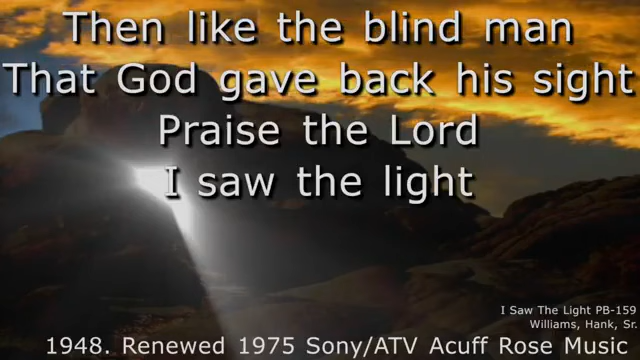 Then like the blind man
That God gave back his sight
Praise the Lord
I saw the light
I Saw The Light PB-159
Williams, Hank, Sr.
1948. Renewed 1975 Sony/ATV Acuff Rose Music